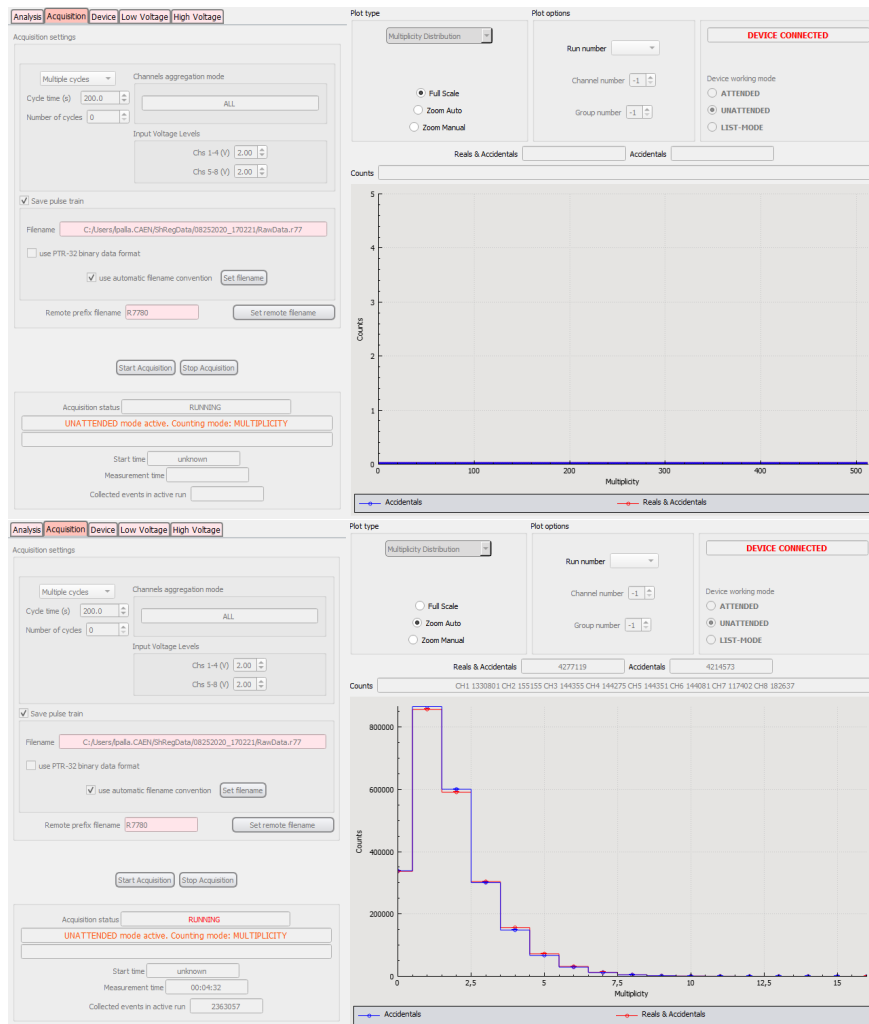 Analysis Acquisition Device Low Voltage High Voltage
Acquisition settings
Multiple cycles
Channels aggregation mode
Cycle time (s) 200.0
ALL
Number of cycles 0
Input Voltage Levels
Chs 1-4 (V) 2.00
Chs 5-8 (V) 2.00
Save pulse train
Filename C:/Users/lpalla.CAEN/ShRegData/08252020_170221/RawData.r77
use PTR-32 binary data format
use automatic filename convention Set filename
Remote prefix filename R7780 Set remote filename
Start Acquisition Stop Acquisition
Acquisition status RUNNING
UNATTENDED mode active. Counting mode: MULTIPLICITY
Start time unknown
Measurement time
Collected events in active run
Plot type
Multiplicity Distribution
Full Scale
Zoom Auto
Zoom Manual
Plot options
Run number
Channel number -1
Group number -1
DEVICE CONNECTED
Device working mode
ATTENDED
UNATTENDED
LIST-MODE
Reals & Accidentals Accidentals
Counts
5
4
3
2
1
0
Counts
0 100 200 300 400 500
Multiplicity
Accidentals Reals & Accidentals
Analysis Acquisition Device Low Voltage High Voltage
Acquisition settings
Multiple cycles
Channels aggregation mode
Cycle time (s) 200.0
ALL
Number of cycles 0
Input Voltage Levels
Chs 1-4 (V) 2.00
Chs 5-8 (V) 2.00
Save pulse train
Filename C:/Users/lpalla.CAEN/ShRegData/08252020_170221/RawData.r77
use PTR-32 binary data format
use automatic filename convention Set filename
Remote prefix filename R7780 Set remote filename
Start Acquisition Stop Acquisition
Acquisition status RUNNING
UNATTENDED mode active. Counting mode: MULTIPLICITY
Start time unknown
Measurement time 00:04:32
Collected events in active run 2363057
Plot type
Multiplicity Distribution
Full Scale
Zoom Auto
Zoom Manual
Plot options
Run number
Channel number -1
Group number -1
DEVICE CONNECTED
Device working mode
ATTENDED
UNATTENDED
LIST-MODE
Reals & Accidentals 4277119 Accidentals 4214573
Counts CH1 1330801 CH2 155155 CH3 144355 CH4 144275 CH5 144351 CH6 144081 CH7 117402 CH8 182637
800000
600000
400000
200000
0
Counts
0 2,5 5 7,5 10 12,5 15
Multiplicity
Accidentals Reals & Accidentals